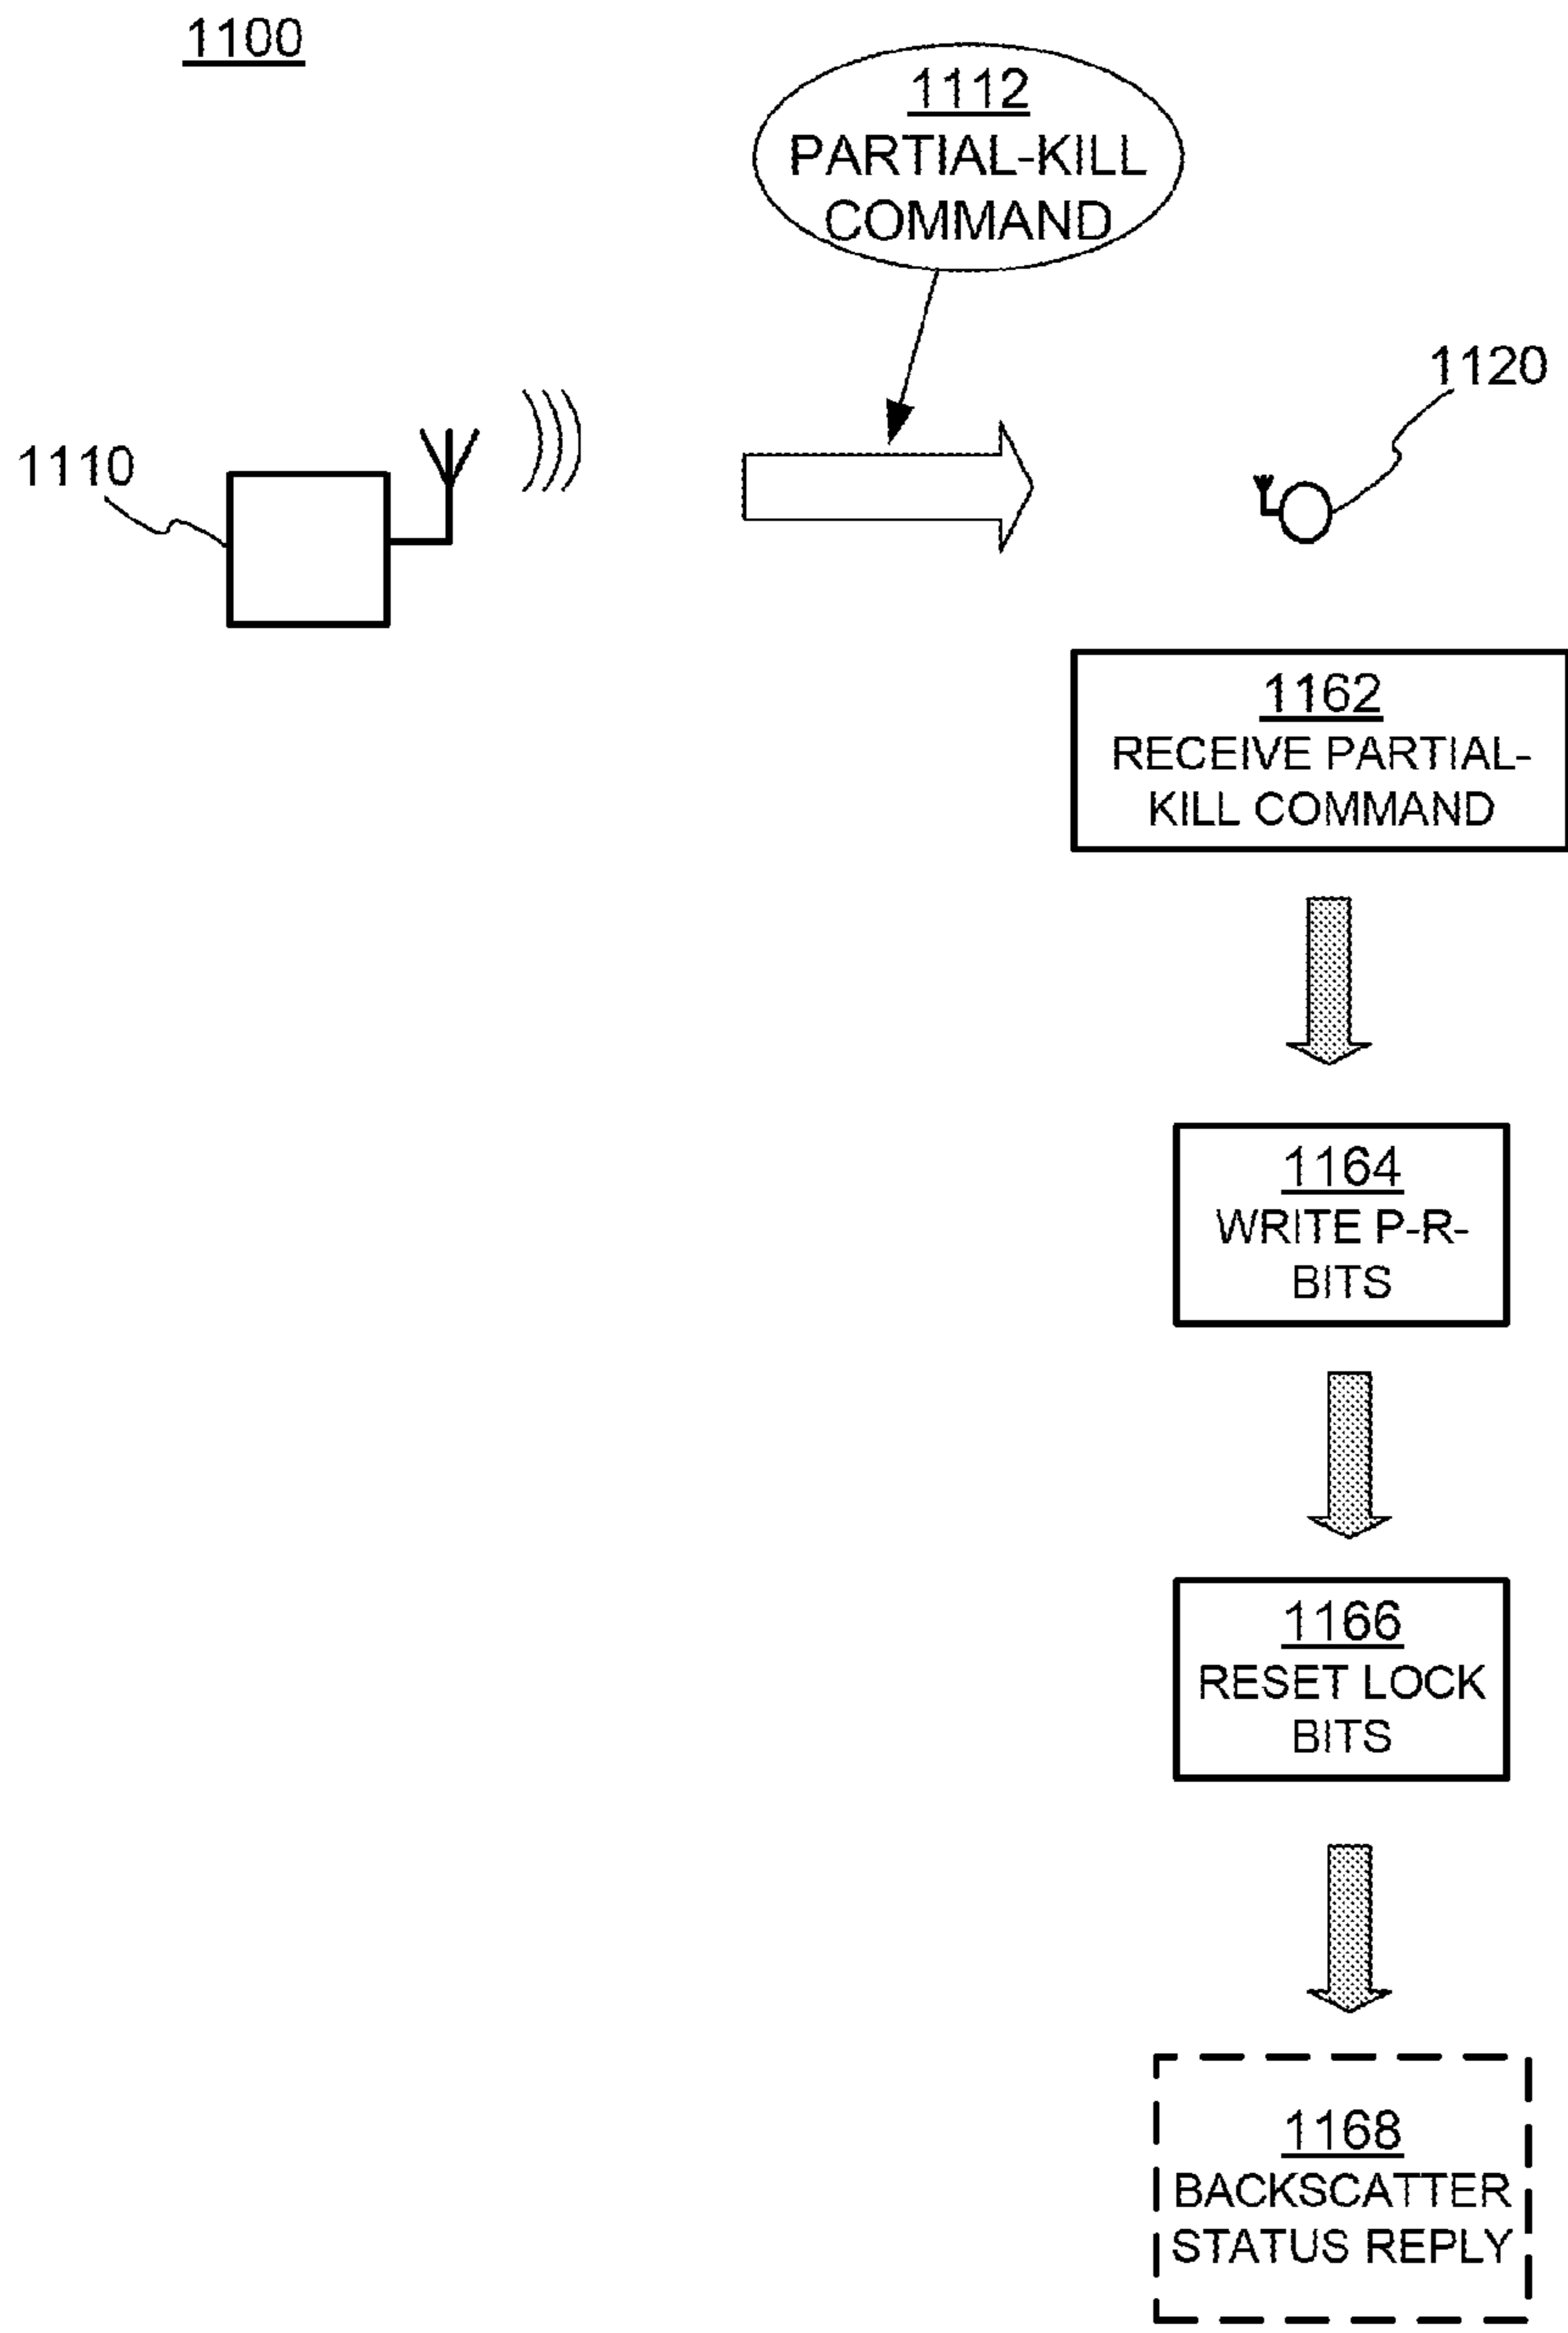 1100
1112
PARTIAL-KILL
COMMAND
1120
1110
1162
RECEIVE PARTIAL-
KILL COMMAND
1164
WRITE P-R-
BITS
1166
RESET LOCK
BITS
1168
BACKSCATTER
STATUS REPLY